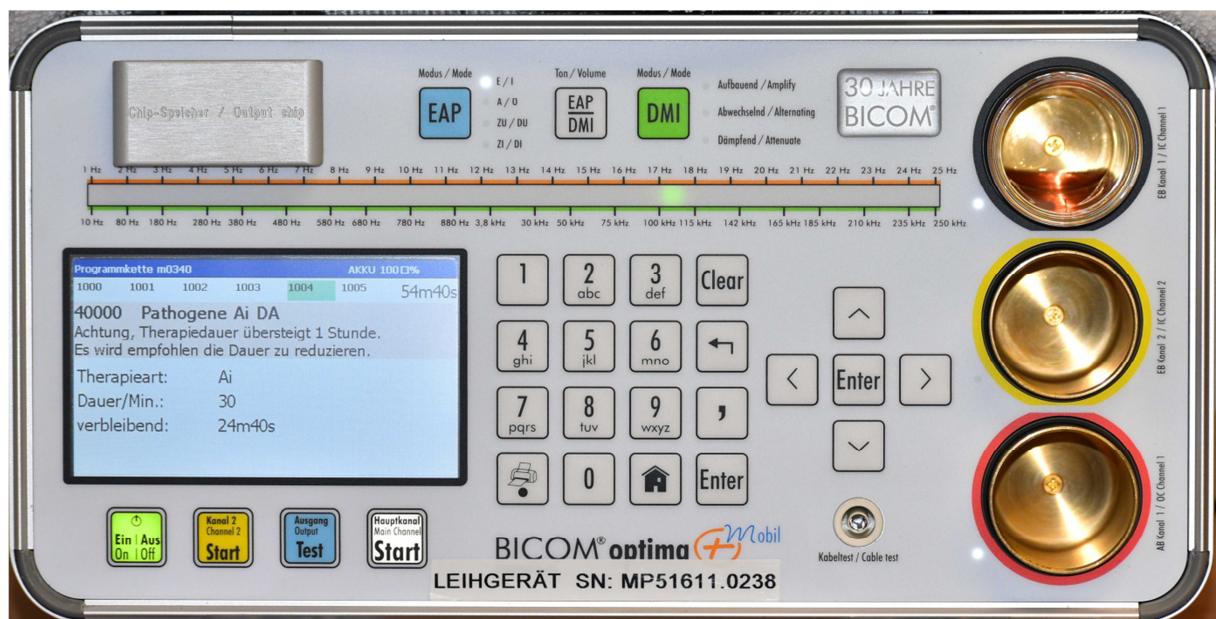 Chip-Speicher / Output chip
Modus / Mode
EAP
E / I
A / O
ZU / DU
ZI / DI
Ton / Volume
EAP
DMI
Modus / Mode
DMI
Aufbauend / Amplify
Abwechselnd / Alternating
Dämpfend / Attenuate
30 JAHRE
BICOM®
1 Hz 2 Hz 3 Hz 4 Hz 5 Hz 6 Hz 7 Hz 8 Hz 9 Hz 10 Hz 11 Hz 12 Hz 13 Hz 14 Hz 15 Hz 16 Hz 17 Hz 18 Hz 19 Hz 20 Hz 21 Hz 22 Hz 23 Hz 24 Hz 25 Hz
10 Hz 80 Hz 180 Hz 280 Hz 380 Hz 480 Hz 580 Hz 680 Hz 780 Hz 880 Hz 3,8 kHz 30 kHz 50 kHz 75 kHz 100 kHz 115 kHz 142 kHz 165 kHz 185 kHz 210 kHz 235 kHz 250 kHz
Programmkette m0340 AKKU 100%
1000 1001 1002 1003 1004 1005 54m40s
40000 Pathogene Ai DA
Achtung, Therapiedauer übersteigt 1 Stunde.
Es wird empfohlen die Dauer zu reduzieren.
Therapieart: Ai
Dauer/Min.: 30
verbleibend: 24m40s
1
2
abc
3
def
Clear
4
ghi
5
jkl
6
mno
7
pqrs
8
tuv
9
wxyz
,
0
Enter
Enter
Ein | Aus
On | Off
Kanal 2
Channel 2
Start
Ausgang
Output
Test
Hauptkanal
Main Channel
Start
BICOM® optima Mobil
LEIHGERÄT SN: MP51611.0238
Kabeltest / Cable test
EB Kanal 1 / IC Channel 1
EB Kanal 2 / IC Channel 2
AB Kanal 1 / OC Channel 1